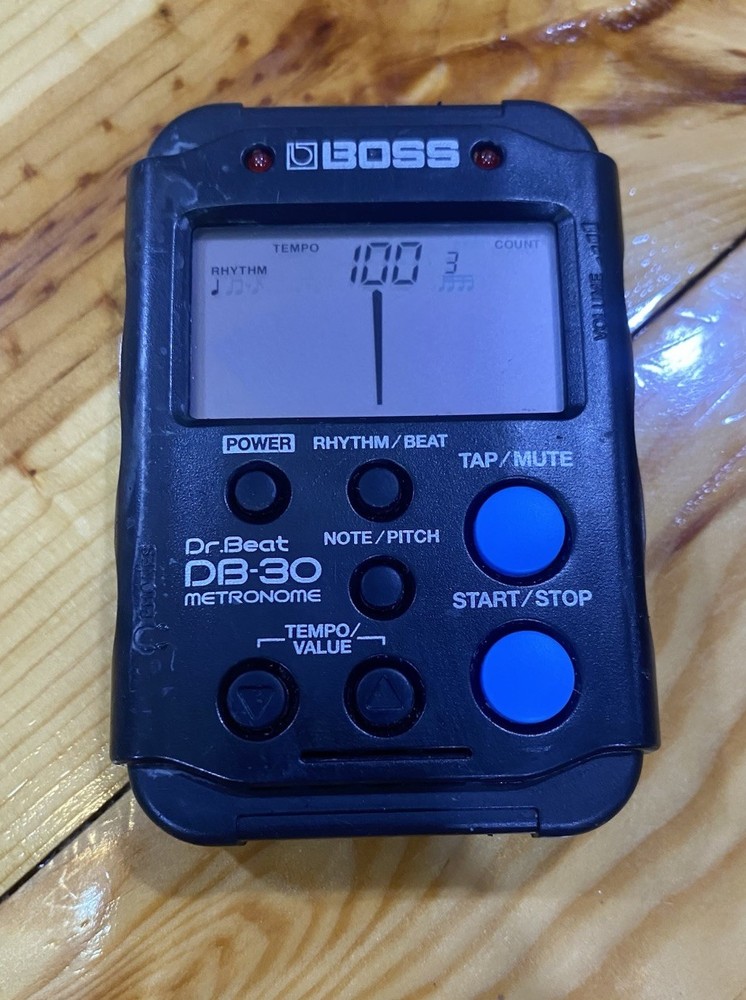 BOSS
TEMPO 100 3 COUNT
RHYTHM
VOLUME
POWER RHYTHM/BEAT
TAP/MUTE
Dr.Beat NOTE/PITCH
DB-30
METRONOME
START/STOP
TEMPO/
VALUE